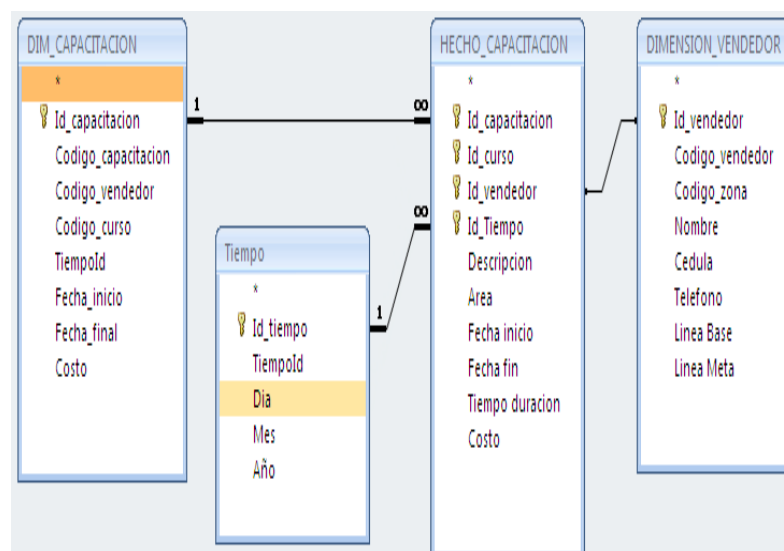 DIM_CAPACITACION
*
Id_capacitacion
Codigo_capacitacion
Codigo_vendedor
Codigo_curso
TiempoId
Fecha_inicio
Fecha_final
Costo
1
∞
Tiempo
*
Id_tiempo
TiempoId
Dia
Mes
Año
1
∞
HECHO_CAPACITACION
*
Id_capacitacion
Id_curso
Id_vendedor
Id_Tiempo
Descripcion
Area
Fecha inicio
Fecha fin
Tiempo duracion
Costo
DIMENSION_VENDEDOR
*
Id_vendedor
Codigo_vendedor
Codigo_zona
Nombre
Cedula
Telefono
Linea Base
Linea Meta